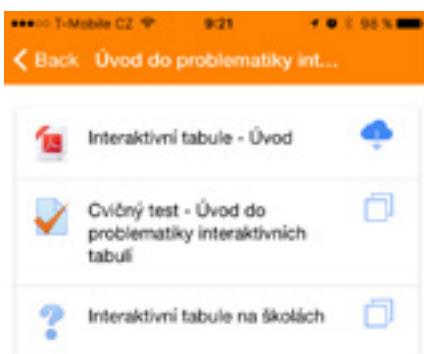 T-Mobile CZ 9:21 98 %
Back Úvod do problematiky int...
Interaktivní tabule - Úvod
Cvičný test - Úvod do
problematiky interaktivních
tabulí
Interaktivní tabule na školách